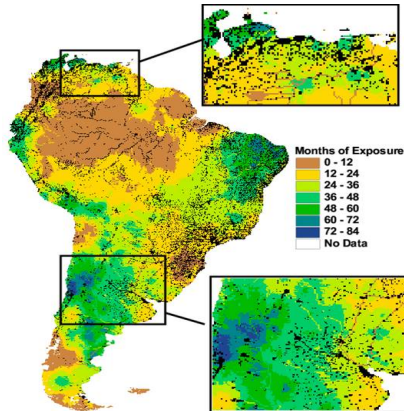 Months of Exposure
0 - 12
12 - 24
24 - 36
36 - 48
48 - 60
60 - 72
72 - 84
No Data